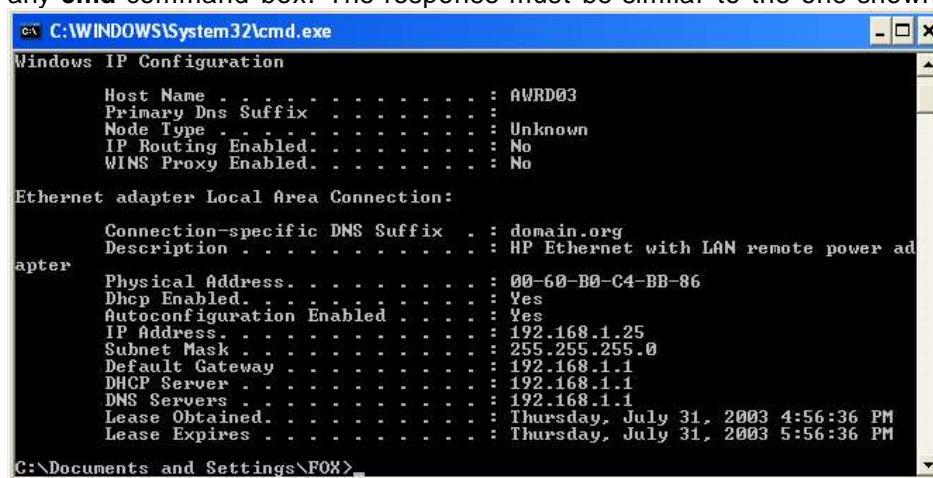 any cmd command box. The response must be similar to the one shown
C:\WINDOWS\System32\cmd.exe
Windows IP Configuration
Host Name . . . . . . . . . . . . : AWRD03
Primary Dns Suffix . . . . . . . :
Node Type . . . . . . . . . . . . : Unknown
IP Routing Enabled. . . . . . . . : No
WINS Proxy Enabled. . . . . . . . : No
Ethernet adapter Local Area Connection:
Connection-specific DNS Suffix . : domain.org
Description . . . . . . . . . . . : HP Ethernet with LAN remote power ad
apter
Physical Address. . . . . . . . . : 00-60-B0-C4-BB-86
Dhcp Enabled. . . . . . . . . . . : Yes
Autoconfiguration Enabled . . . . : Yes
IP Address. . . . . . . . . . . . : 192.168.1.25
Subnet Mask . . . . . . . . . . . : 255.255.255.0
Default Gateway . . . . . . . . . : 192.168.1.1
DHCP Server . . . . . . . . . . . : 192.168.1.1
DNS Servers . . . . . . . . . . . : 192.168.1.1
Lease Obtained. . . . . . . . . . : Thursday, July 31, 2003 4:56:36 PM
Lease Expires . . . . . . . . . . : Thursday, July 31, 2003 5:56:36 PM
C:\Documents and Settings\FOX>_